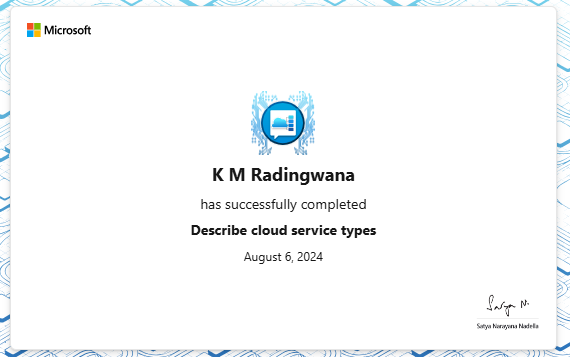 Microsoft
K M Radingwana
has successfully completed
Describe cloud service types
August 6, 2024
Satya N.
Satya Narayana Nadella